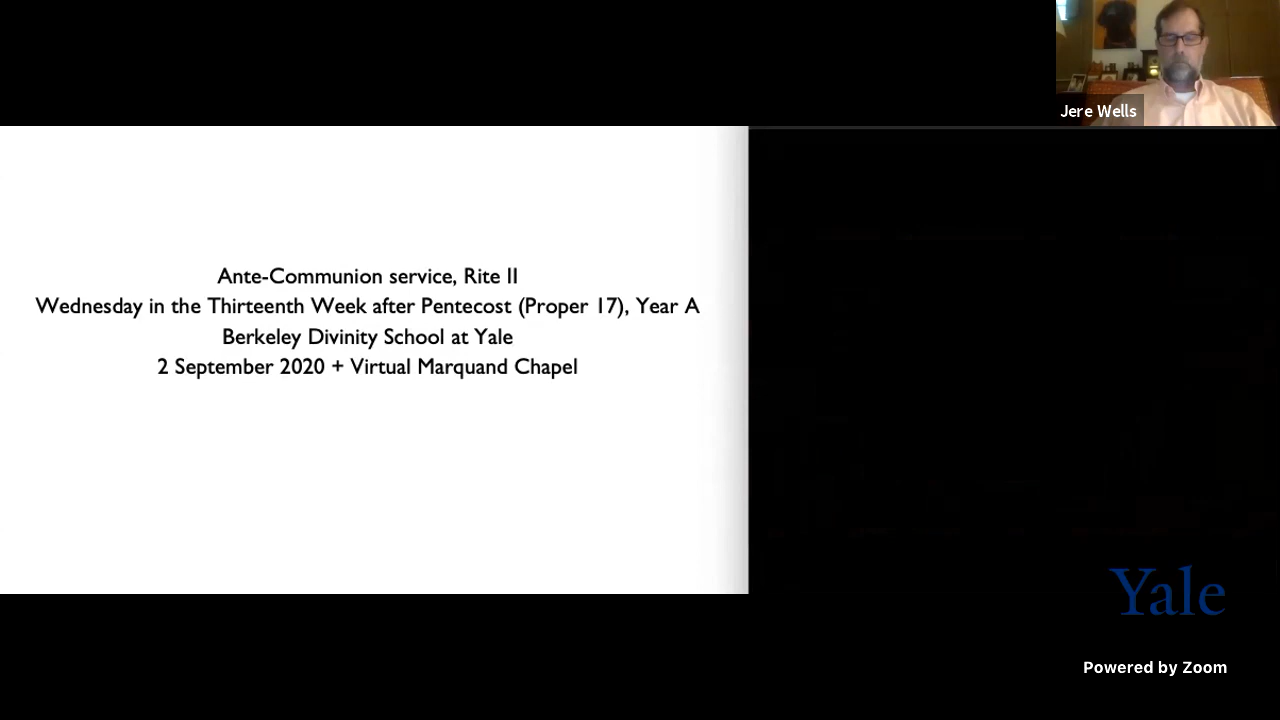 Jere Wells
Ante-Communion service, Rite II
Wednesday in the Thirteenth Week after Pentecost (Proper 17), Year A
Berkeley Divinity School at Yale
2 September 2020 + Virtual Marquand Chapel
Yale
Powered by Zoom